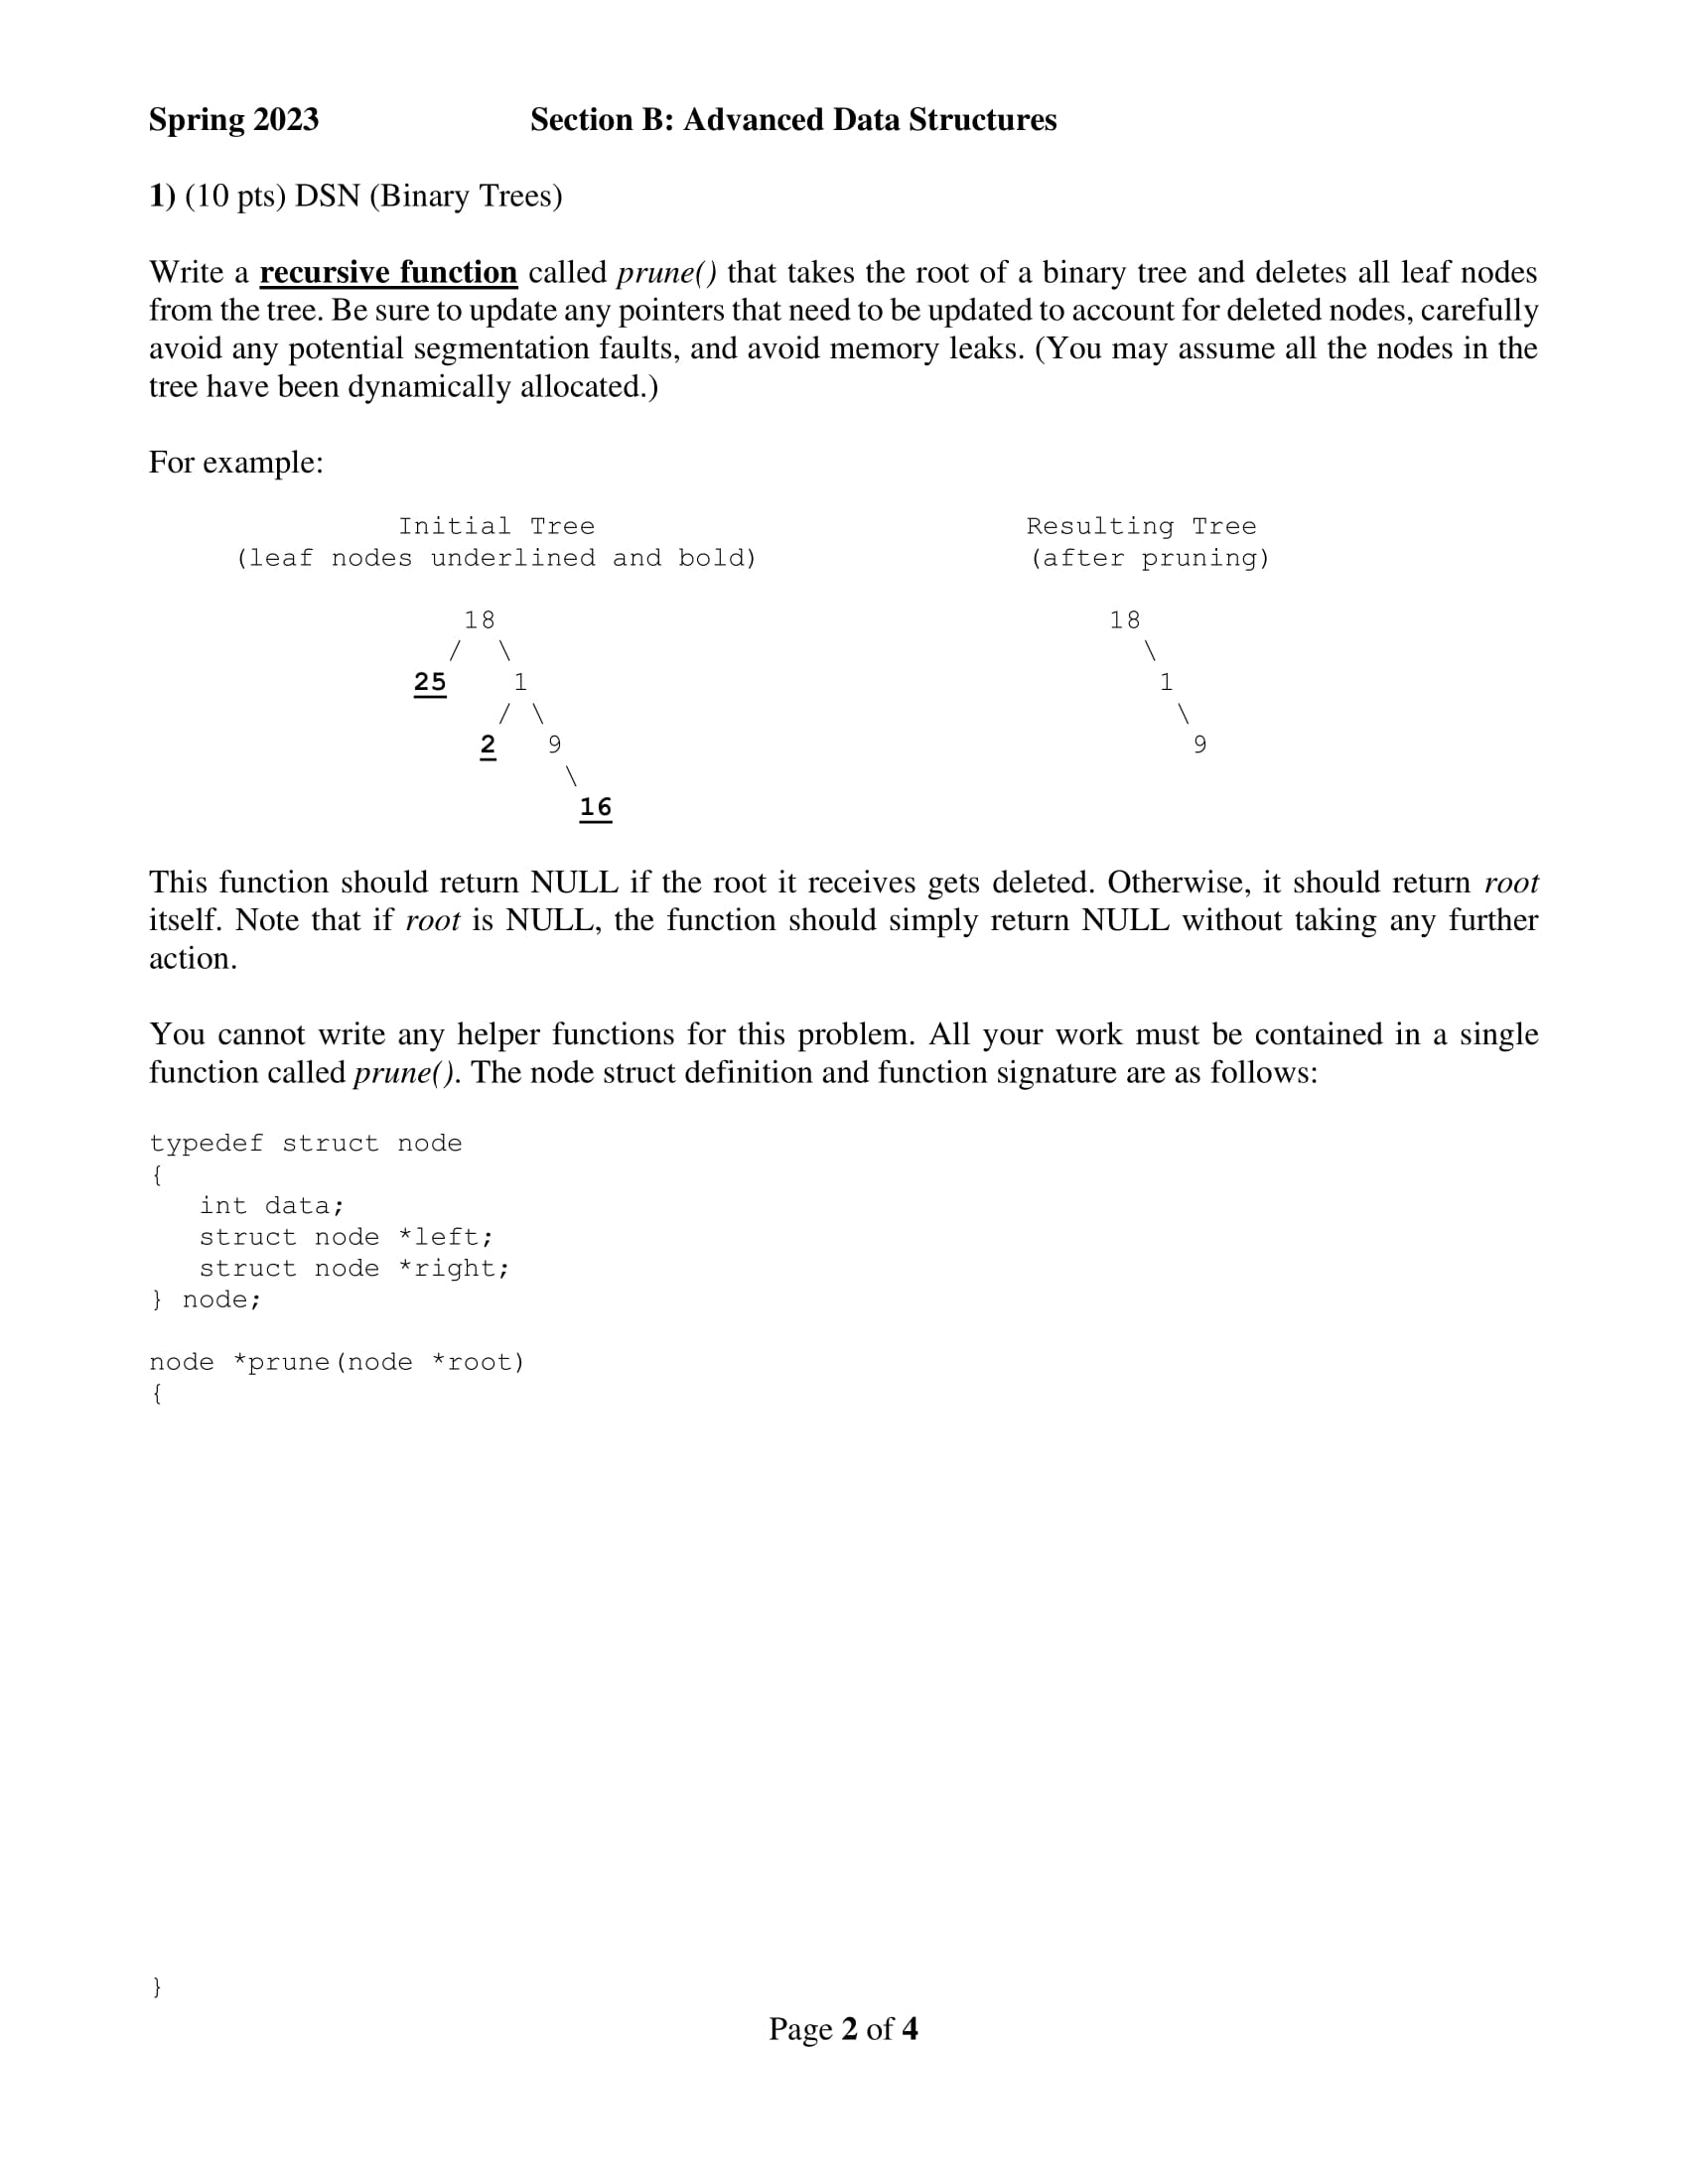 Spring 2023 Section B: Advanced Data Structures
1) (10 pts) DSN (Binary Trees)
Write a recursive function called prune() that takes the root of a binary tree and deletes all leaf nodes
from the tree. Be sure to update any pointers that need to be updated to account for deleted nodes, carefully
avoid any potential segmentation faults, and avoid memory leaks. (You may assume all the nodes in the
tree have been dynamically allocated.)
For example:
Initial Tree Resulting Tree
(leaf nodes underlined and bold) (after pruning)
18 18
/ \ \
25 1 1
/ \ \
2 9 9
\
16
This function should return NULL if the root it receives gets deleted. Otherwise, it should return root
itself. Note that if root is NULL, the function should simply return NULL without taking any further
action.
You cannot write any helper functions for this problem. All your work must be contained in a single
function called prune(). The node struct definition and function signature are as follows:
typedef struct node
{
int data;
struct node *left;
struct node *right;
} node;
node *prune(node *root)
{
}
Page 2 of 4